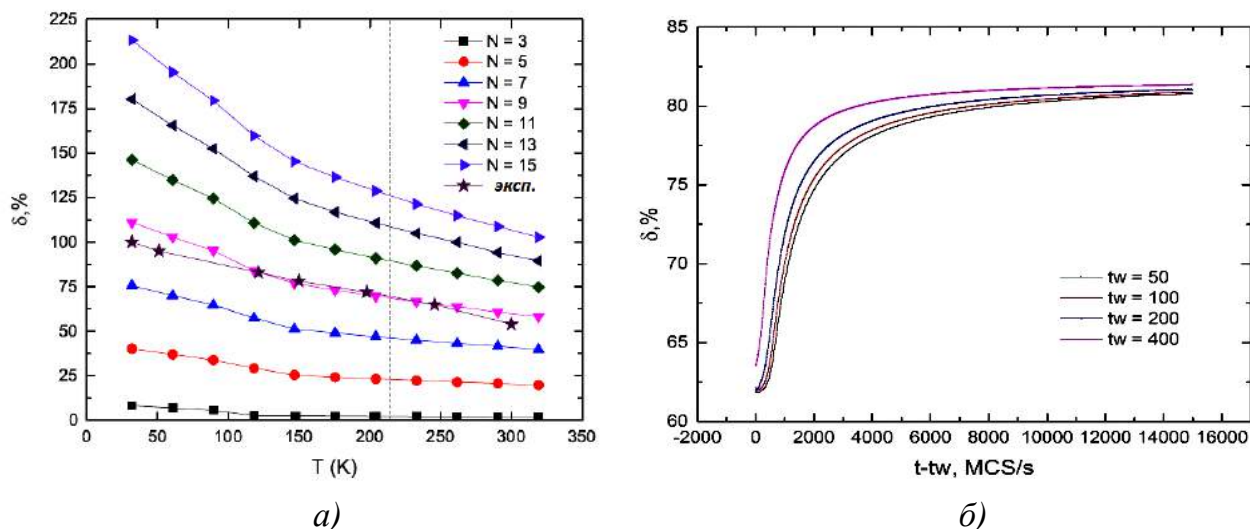 225
200
175
150
125
100
75
50
25
0
δ,%
0 50 100 150 200 250 300 350
T (K)
N = 3
N = 5
N = 7
N = 9
N = 11
N = 13
N = 15
эксп.
а)
85
80
75
70
65
60
δ,%
-2000 0 2000 4000 6000 8000 10000 12000 14000 16000
t-tw, MCS/s
tw = 50
tw = 100
tw = 200
tw = 400
б)